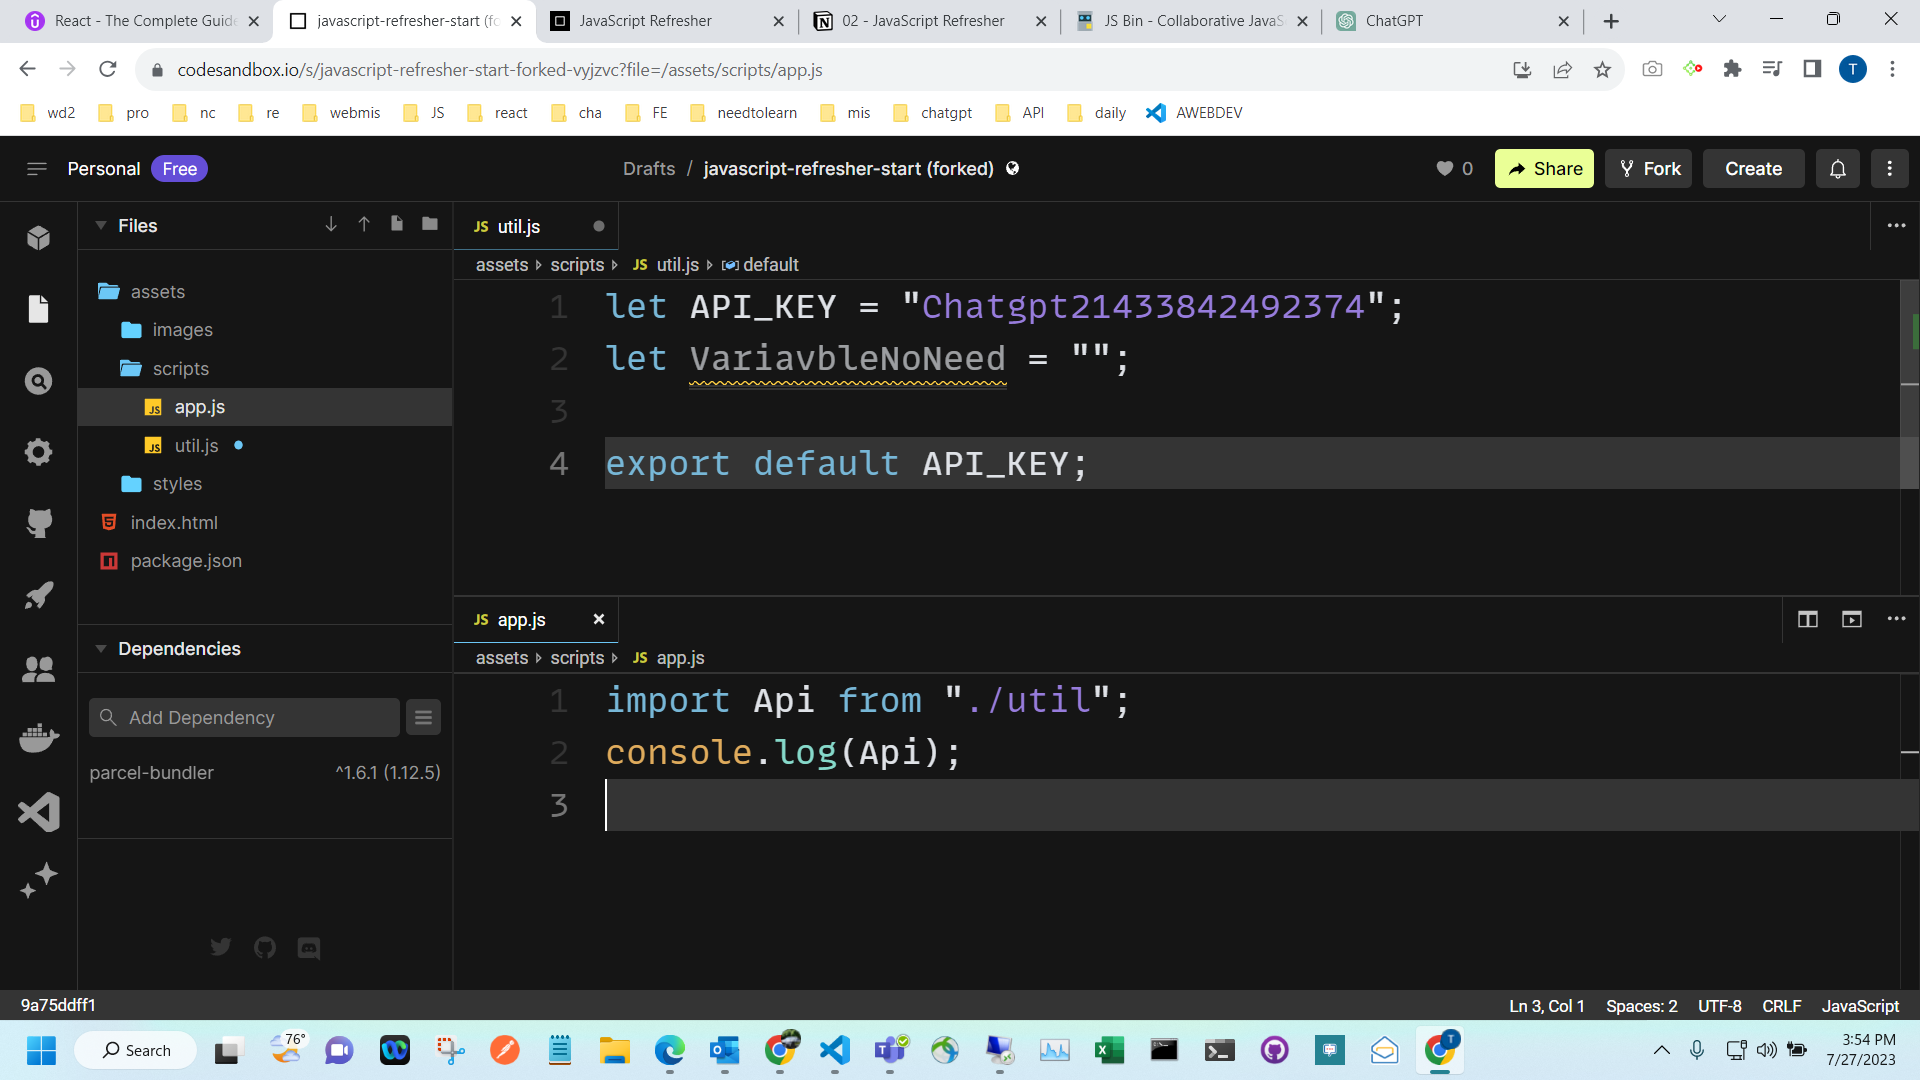 React - The Complete Guide
javascript-refresher-start (fo
JavaScript Refresher
02 - JavaScript Refresher
JS Bin - Collaborative JavaS
ChatGPT
codesandbox.io/s/javascript-refresher-start-forked-vyjzvc?file=/assets/scripts/app.js
T
wd2
pro
nc
re
webmis
JS
react
cha
FE
needtolearn
mis
chatgpt
API
daily
AWEBDEV
Personal
Free
Drafts / javascript-refresher-start (forked)
0
Share
Fork
Create
Files
assets
images
scripts
JS app.js
JS util.js
styles
index.html
package.json
Dependencies
Add Dependency
parcel-bundler ^1.6.1 (1.12.5)
JS util.js
assets scripts JS util.js default
1 let API_KEY = "Chatgpt21433842492374";
2 let VariavbleNoNeed = "";
3
4 export default API_KEY;
JS app.js
assets scripts JS app.js
1 import Api from "./util";
2 console.log(Api);
3
9a75ddff1
Ln 3, Col 1
Spaces: 2
UTF-8
CRLF
JavaScript
Search
76°
T
3:54 PM
7/27/2023